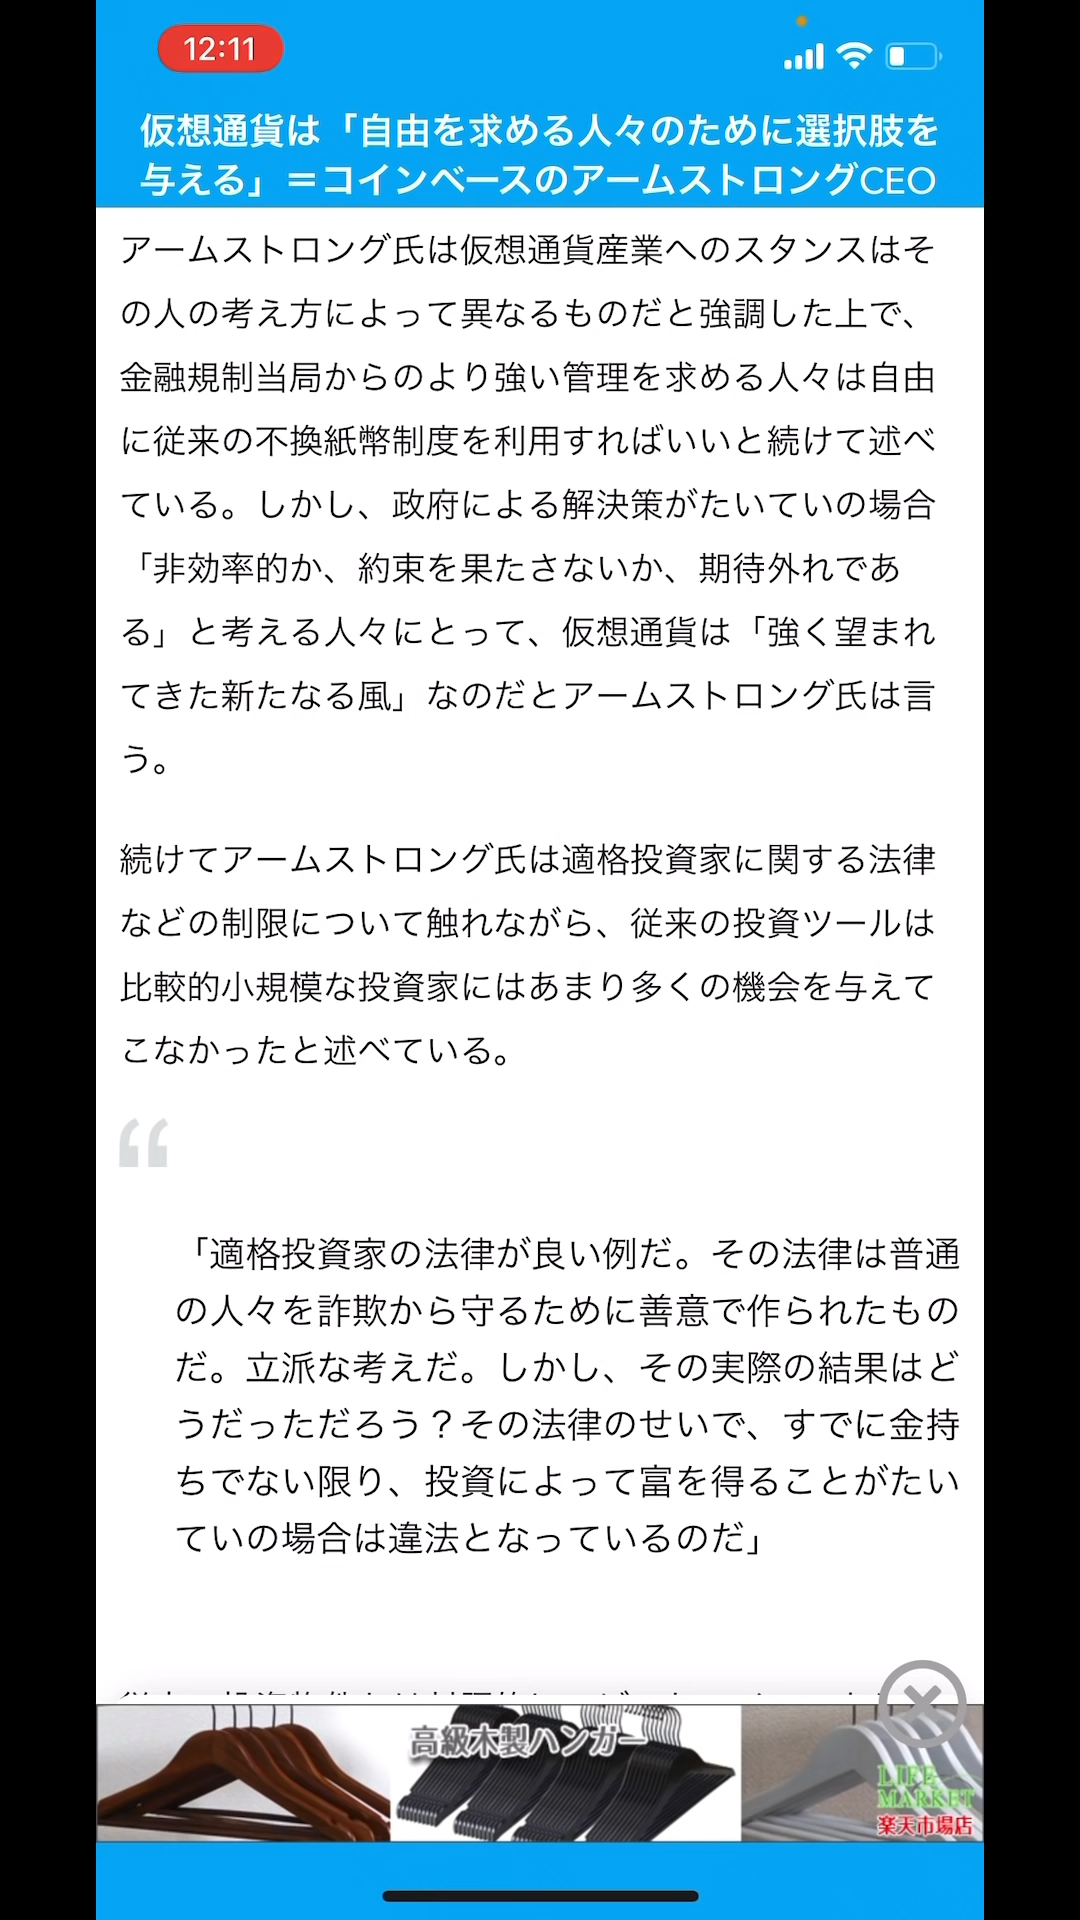 12:11
仮想通貨は「自由を求める人々のために選択肢を
与える」＝コインベースのアームストロングCEO
アームストロング氏は仮想通貨産業へのスタンスはそ
の人の考え方によって異なるものだと強調した上で、
金融規制当局からのより強い管理を求める人々は自由
に従来の不換紙幣制度を利用すればいいと続けて述べ
ている。しかし、政府による解決策がたいていの場合
「非効率的か、約束を果たさないか、期待外れであ
る」と考える人々にとって、仮想通貨は「強く望まれ
てきた新たなる風」なのだとアームストロング氏は言
う。
続けてアームストロング氏は適格投資家に関する法律
などの制限について触れながら、従来の投資ツールは
比較的小規模な投資家にはあまり多くの機会を与えて
こなかったと述べている。
“
「適格投資家の法律が良い例だ。その法律は普通
の人々を詐欺から守るために善意で作られたもの
だ。立派な考えだ。しかし、その実際の結果はど
うだっただろう？その法律のせいで、すでに金持
ちでない限り、投資によって富を得ることがたい
ていの場合は違法となっているのだ」
高級木製ハンガー
LIFE
MARKET
楽天市場店